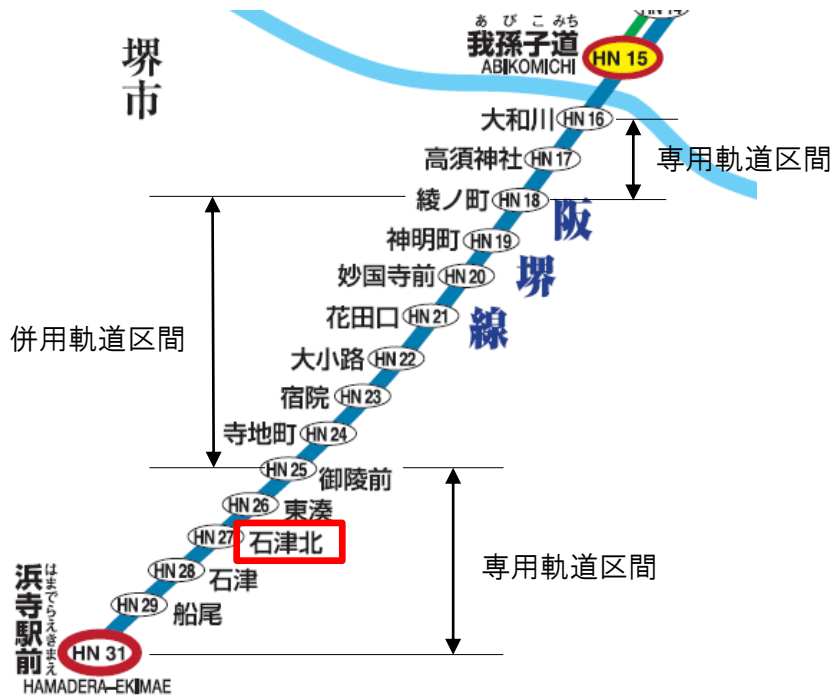 HN 14
あびこみち
我孫子道
ABIKOMICHI
HN 15
堺市
大和川 HN 16
専用軌道区間
高須神社 HN 17
綾ノ町 HN 18
阪堺線
神明町 HN 19
妙国寺前 HN 20
花田口 HN 21
併用軌道区間
大小路 HN 22
宿院 HN 23
寺地町 HN 24
HN 25 御陵前
HN 26 東湊
HN 27 石津北
専用軌道区間
HN 28 石津
HN 29 船尾
はまでらえきまえ
浜寺駅前
HN 31
HAMADERA-EKIMAE